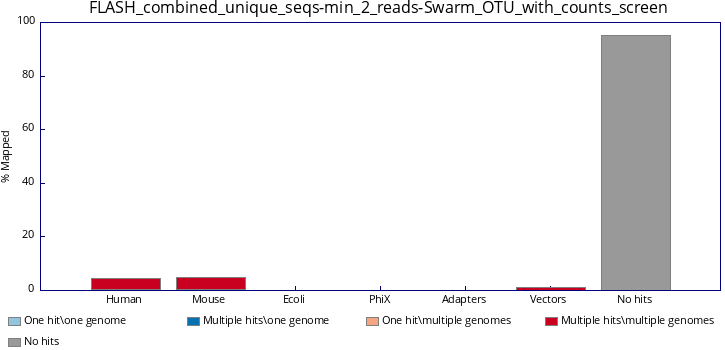 FLASH_combined_unique_seqs-min_2_reads-Swarm_OTU_with_counts_screen
100
80
60
40
20
0
% Mapped
Human Mouse Ecoli PhiX Adapters Vectors No hits
One hit\one genome Multiple hits\one genome One hit\multiple genomes Multiple hits\multiple genomes
No hits